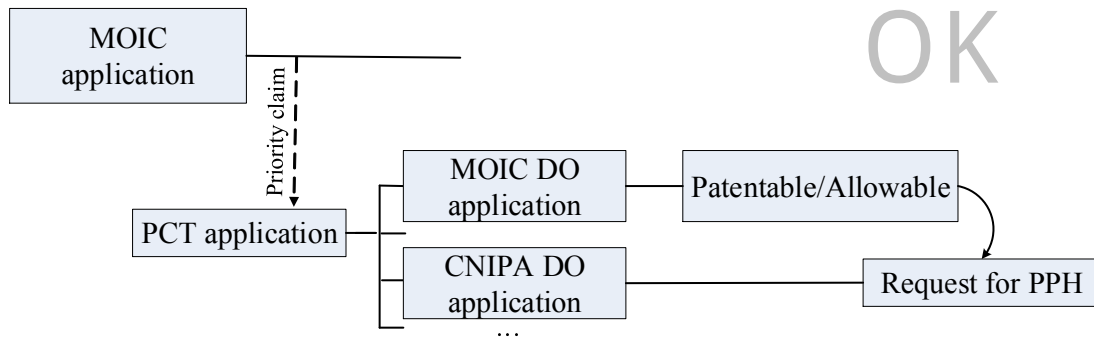 MOIC
application
OK
Priority claim
MOIC DO
application
Patentable/Allowable
PCT application
CNIPA DO
application
Request for PPH
...